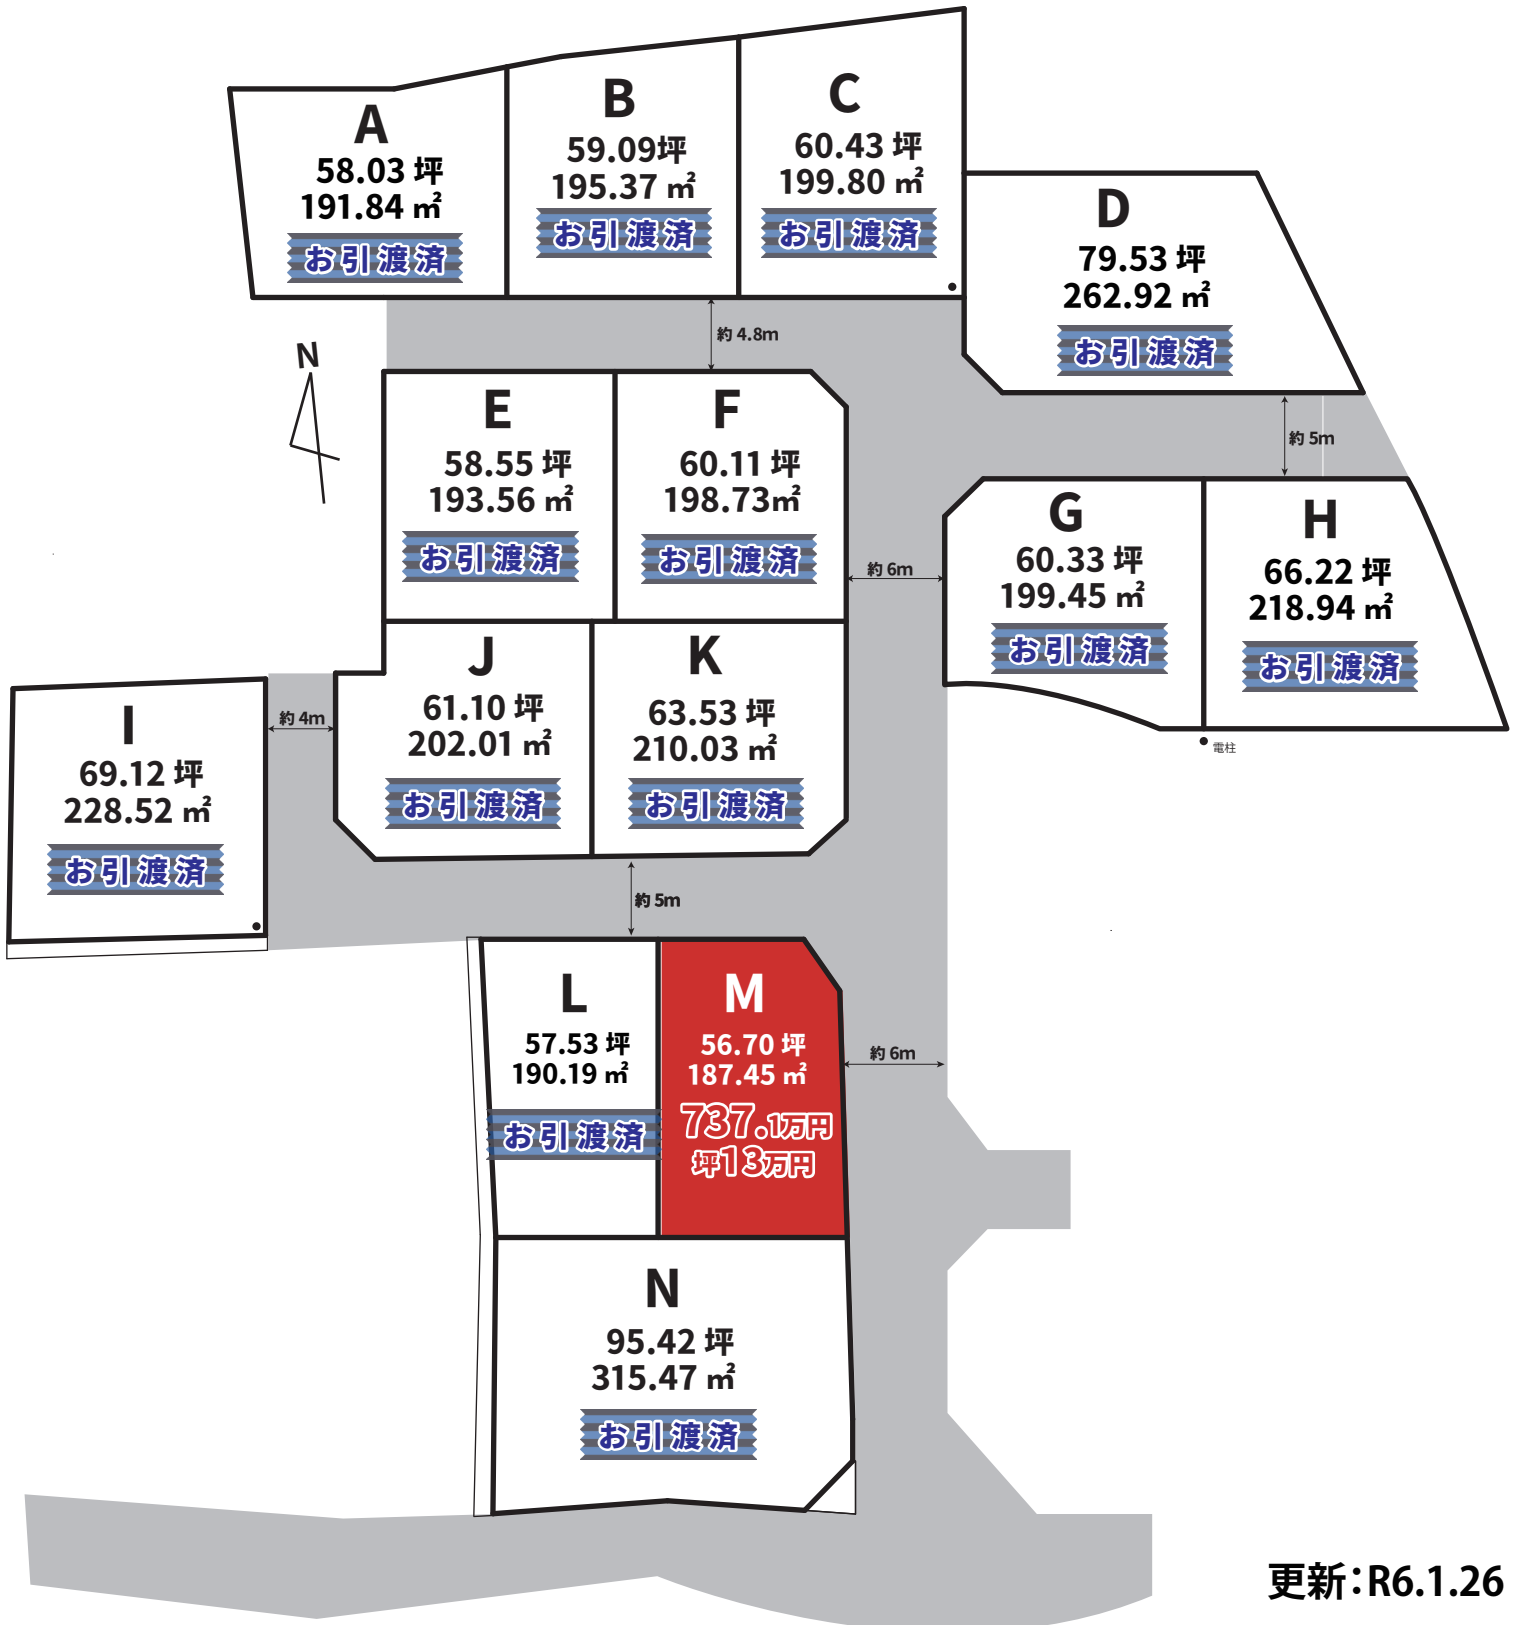 A
58.03 坪
191.84 ㎡
お引渡済
B
59.09坪
195.37 ㎡
お引渡済
C
60.43 坪
199.80 ㎡
お引渡済
D
79.53 坪
262.92 ㎡
お引渡済
約 4.8m
N
E
58.55 坪
193.56 ㎡
お引渡済
F
60.11 坪
198.73㎡
お引渡済
約 5m
約 6m
G
60.33 坪
199.45 ㎡
お引渡済
H
66.22 坪
218.94 ㎡
お引渡済
電柱
I
69.12 坪
228.52 ㎡
お引渡済
約 4m
J
61.10 坪
202.01 ㎡
お引渡済
K
63.53 坪
210.03 ㎡
お引渡済
約 5m
L
57.53 坪
190.19 ㎡
お引渡済
M
56.70 坪
187.45 ㎡
737.1万円
坪13万円
約 6m
N
95.42 坪
315.47 ㎡
お引渡済
更新：R6.1.26